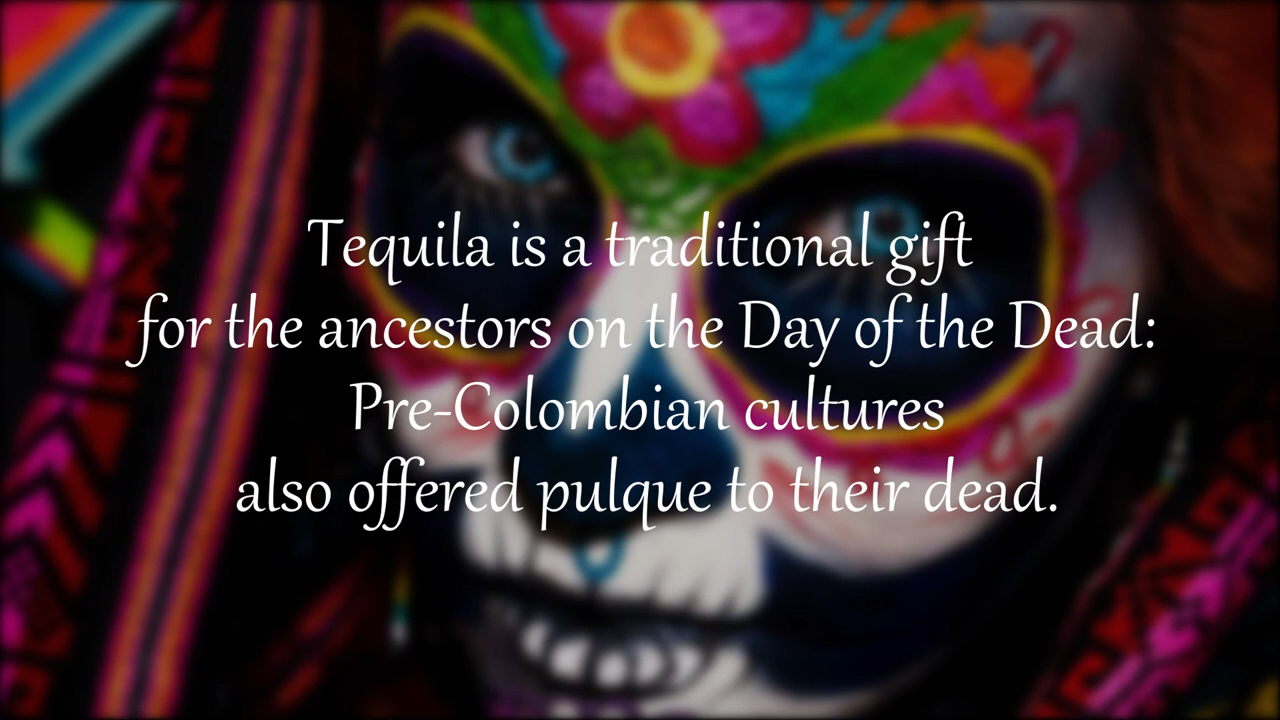 Tequila is a traditional gift
for the ancestors on the Day of the Dead:
Pre-Colombian cultures
also offered pulque to their dead.